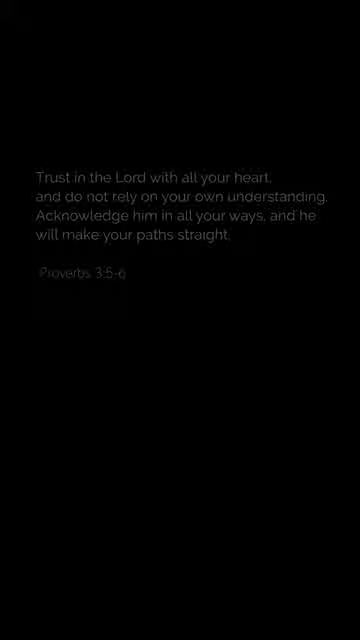 Trust in the Lord with all your heart,
and do not rely on your own understanding.
Acknowledge him in all your ways, and he
will make your paths straight.
Proverbs 3:5-6